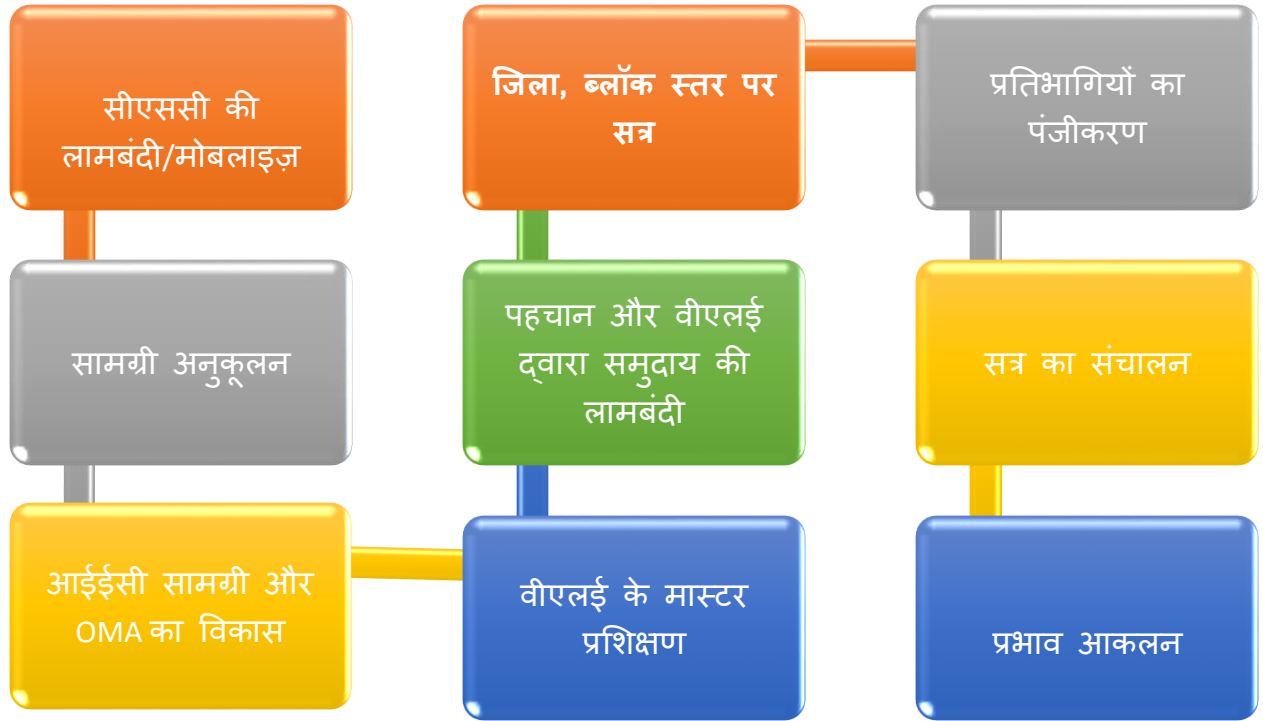 सीएससी की
लामबंदी/मोबलाइज़
सामग्री अनुकूलन
आईईसी सामग्री और
OMA का विकास
वीएलई के मास्टर
प्रशिक्षण
पहचान और वीएलई
द्वारा समुदाय की
लामबंदी
जिला, ब्लॉक स्तर पर
सत्र
प्रतिभागियों का
पंजीकरण
सत्र का संचालन
प्रभाव आकलन